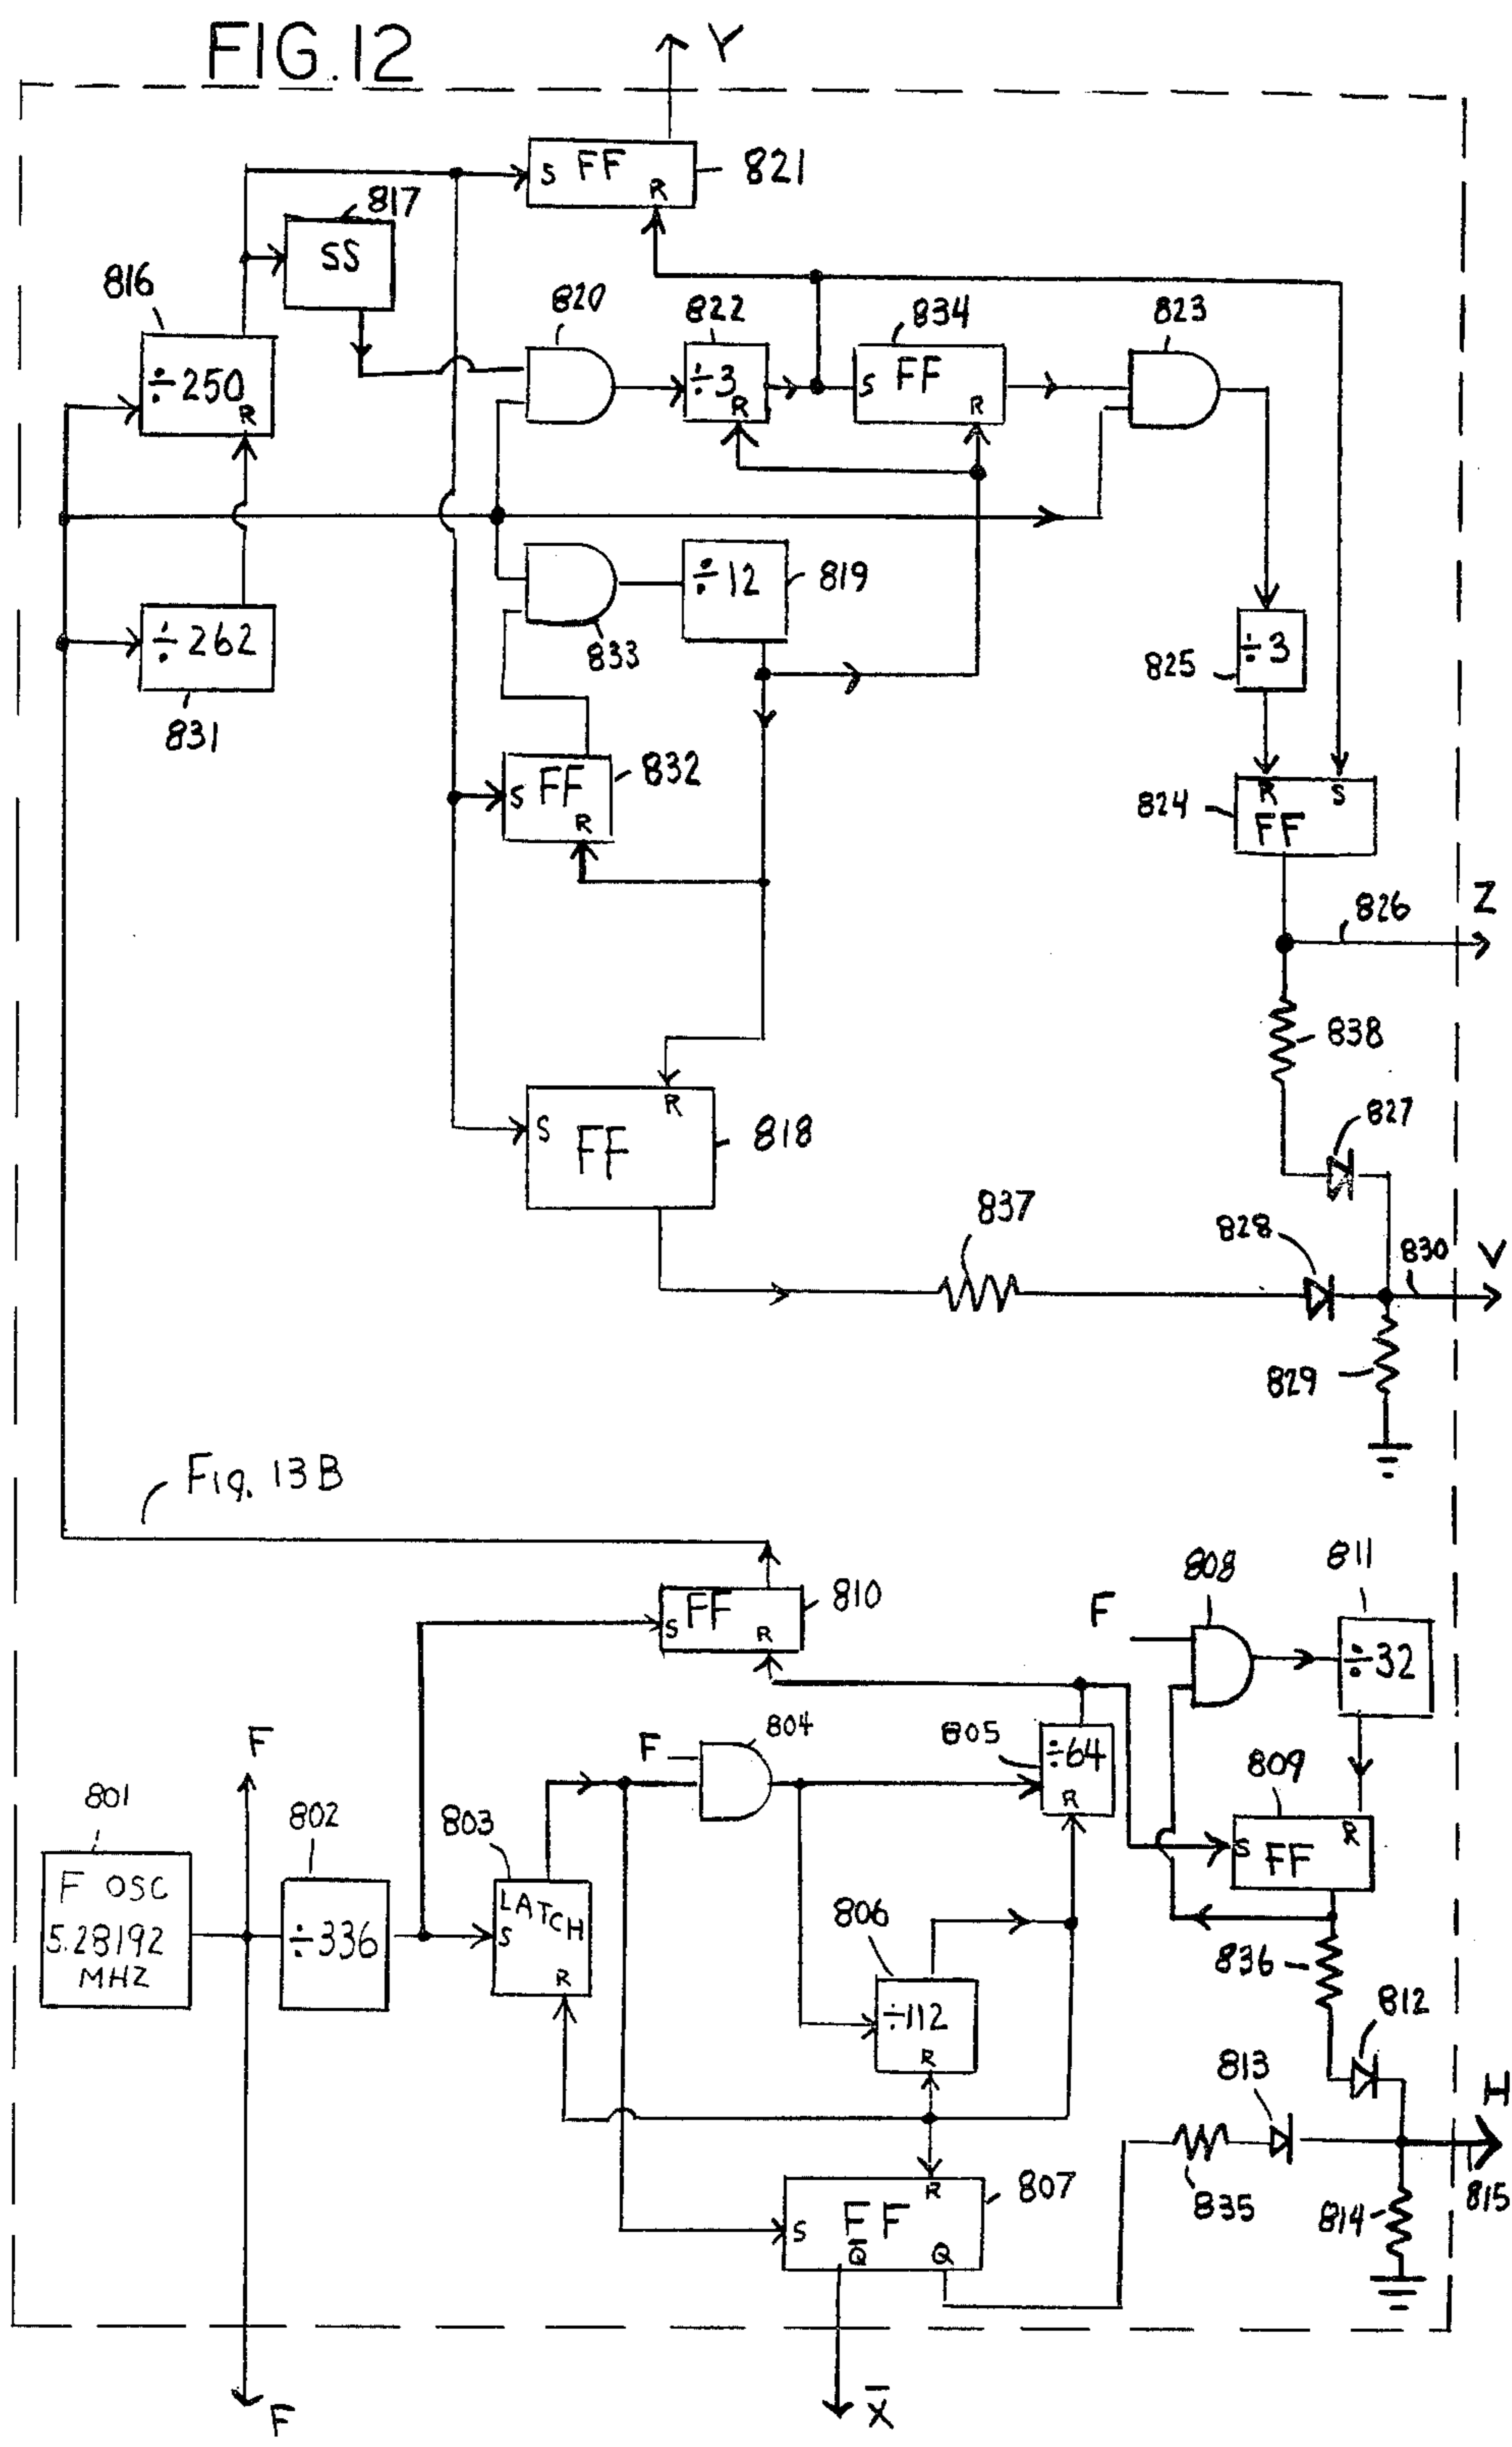 FIG. 12
Y
S FF R
821
817
SS
816
÷250
R
820
822
÷3
R
834
S FF
R
823
÷12
819
833
÷262
831
825
÷3
S FF
R
832
824
R S
FF
826
Z
838
827
R
S
FF
818
837
828
830
V
829
Fig. 13B
S FF R
810
808
811
F
÷32
F
F
804
805
÷64
R
809
S FF R
801
F OSC
5.28192
MHZ
802
÷336
803
LATCH
S
R
806
÷112
R
836
812
813
H
R
S FF
Q̅ Q
807
835
814
815
F
X̅